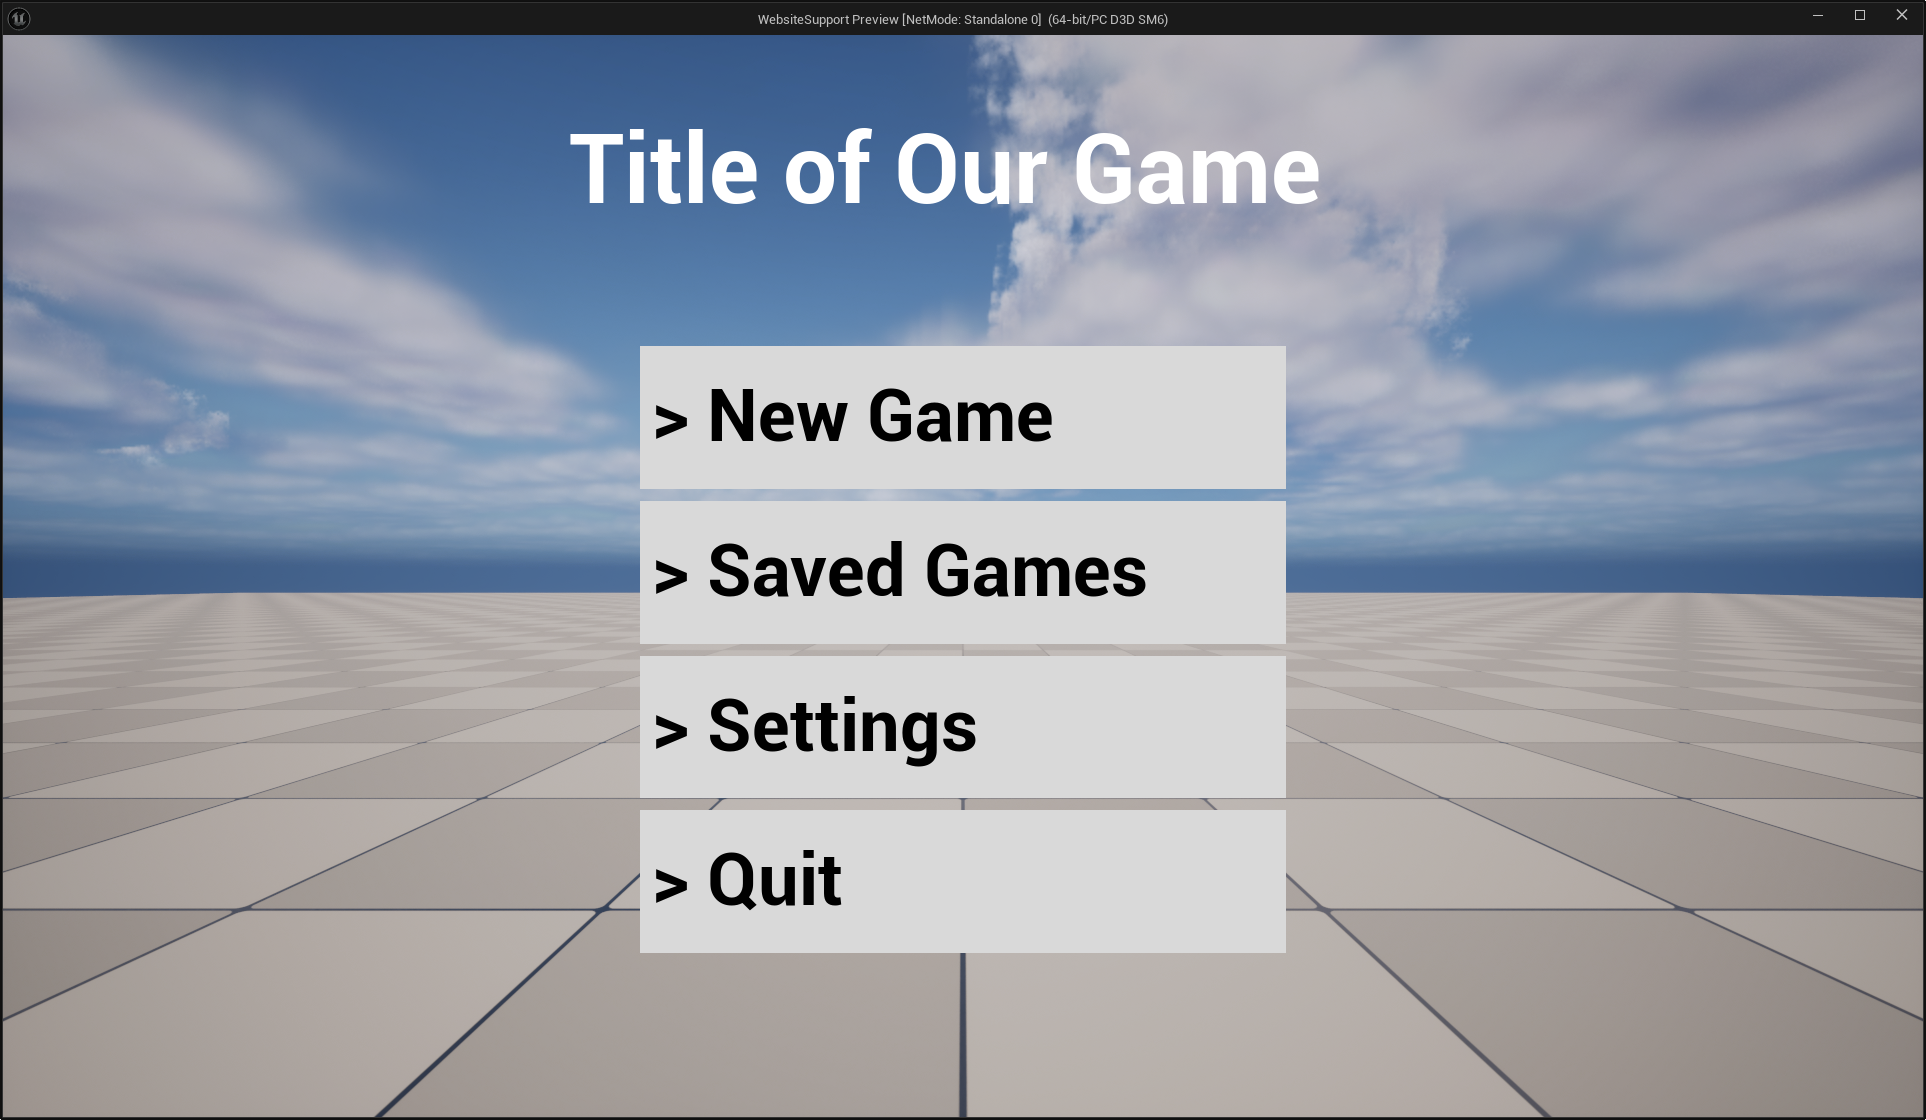 WebsiteSupport Preview [NetMode: Standalone 0]  (64-bit/PC D3D SM6)
Title of Our Game
> New Game
> Saved Games
> Settings
> Quit